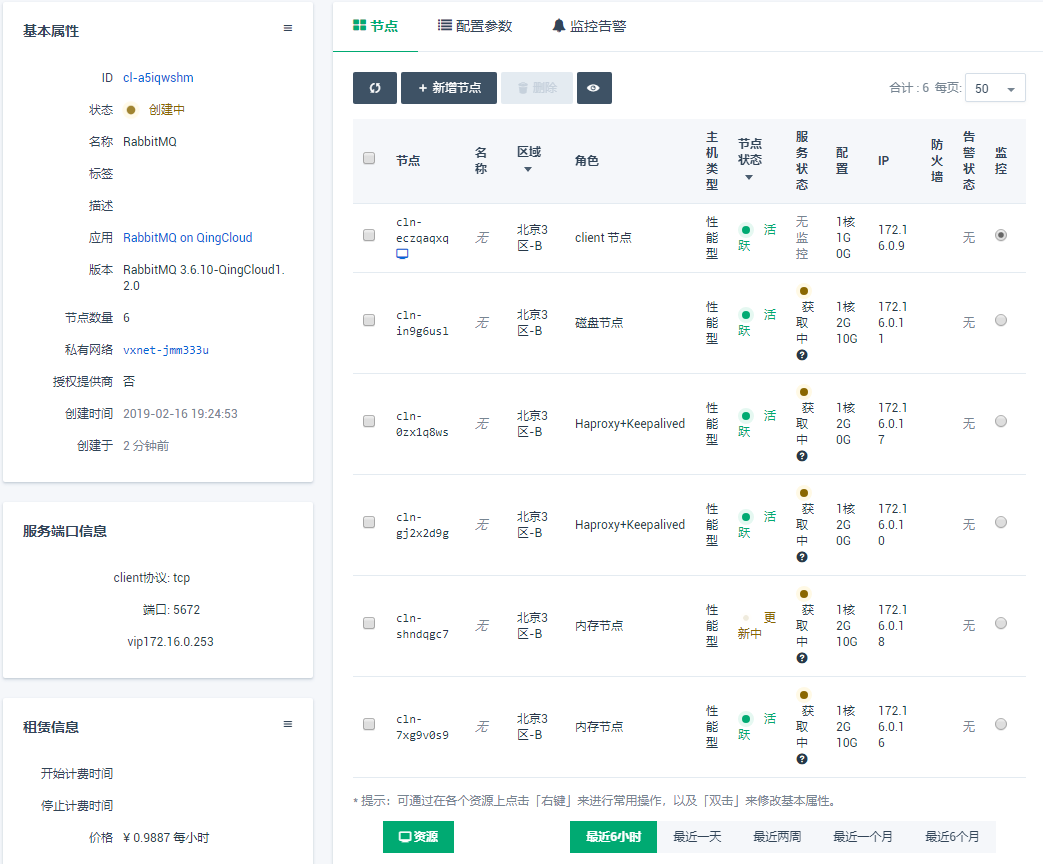 基本属性
ID cl-a5iqwshm
状态 创建中
名称 RabbitMQ
标签
描述
应用 RabbitMQ on QingCloud
版本 RabbitMQ 3.6.10-QingCloud1.
2.0
节点数量 6
私有网络 vxnet-jmm333u
授权提供商 否
创建时间 2019-02-16 19:24:53
创建于 2 分钟前
服务端口信息
client协议: tcp
端口: 5672
vip172.16.0.253
租赁信息
开始计费时间
停止计费时间
价格 ¥ 0.9887 每小时
节点 配置参数 监控告警
+ 新增节点 删除
合计 : 6 每页: 50
节点 名称 区域 角色 主机类型 节点状态 服务状态 配置 IP 防火墙 告警状态 监控
cln-eczqaqxq 无 北京3区-B client 节点 性能型 活跃 无监控 1核1G0G 172.16.0.9 无
cln-in9g6usl 无 北京3区-B 磁盘节点 性能型 活跃 获取中 1核2G10G 172.16.0.11 无
cln-0zx1q8ws 无 北京3区-B Haproxy+Keepalived 性能型 活跃 获取中 1核2G0G 172.16.0.17 无
cln-gj2x2d9g 无 北京3区-B Haproxy+Keepalived 性能型 活跃 获取中 1核2G0G 172.16.0.10 无
cln-shndqgc7 无 北京3区-B 内存节点 性能型 更新中 获取中 1核2G10G 172.16.0.18 无
cln-7xg9v0s9 无 北京3区-B 内存节点 性能型 活跃 获取中 1核2G10G 172.16.0.16 无
* 提示：可通过在各个资源上点击「右键」来进行常用操作，以及「双击」来修改基本属性。
资源 最近6小时 最近一天 最近两周 最近一个月 最近6个月